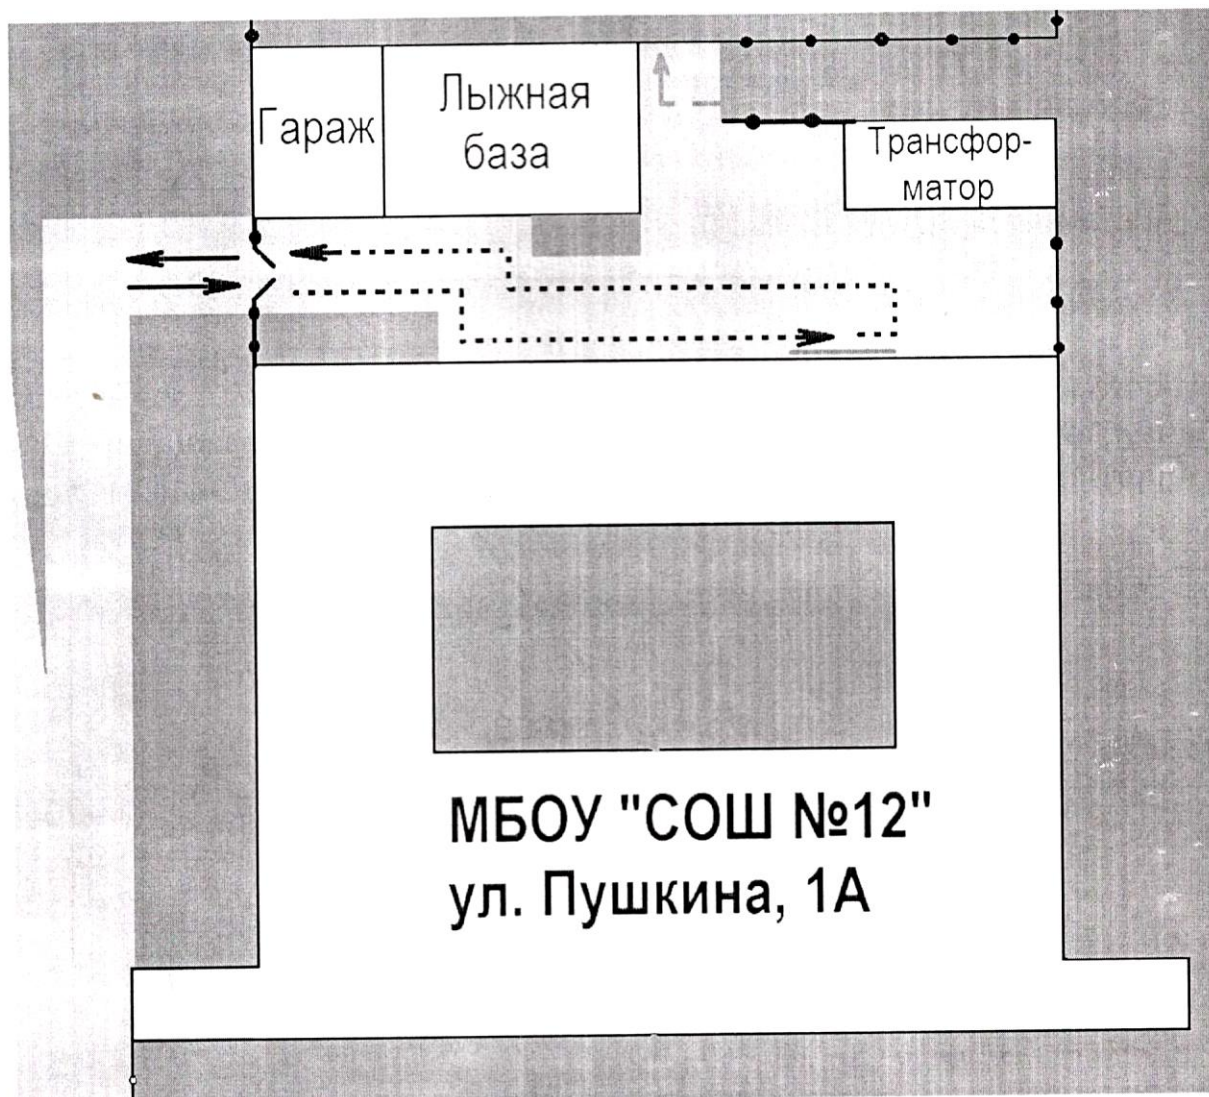 Гараж
Лыжная
база
Трансфор-
матор
МБОУ "СОШ №12"
ул. Пушкина, 1А